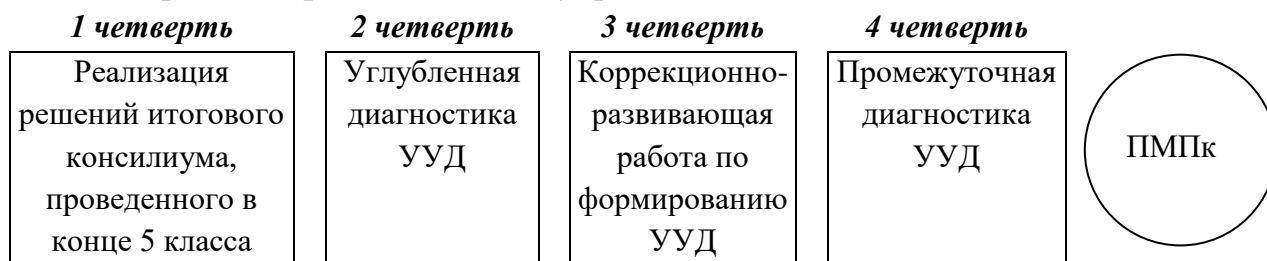 1 четверть
2 четверть
3 четверть
4 четверть
Реализация
решений итогового
консилиума,
проведенного в
конце 5 класса
Углубленная
диагностика
УУД
Коррекционно-
развивающая
работа по
формированию
УУД
Промежуточная
диагностика
УУД
ПМПк